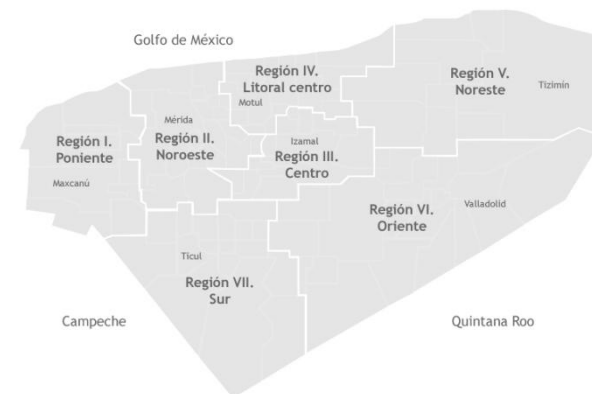 Golfo de México
Región IV.
Litoral centro
Motul
Región V.
Noreste
Tizimín
Mérida
Región II.
Noroeste
Región I.
Poniente
Maxcanú
Izamal
Región III.
Centro
Región VI.
Oriente
Valladolid
Ticul
Región VII.
Sur
Campeche
Quintana Roo